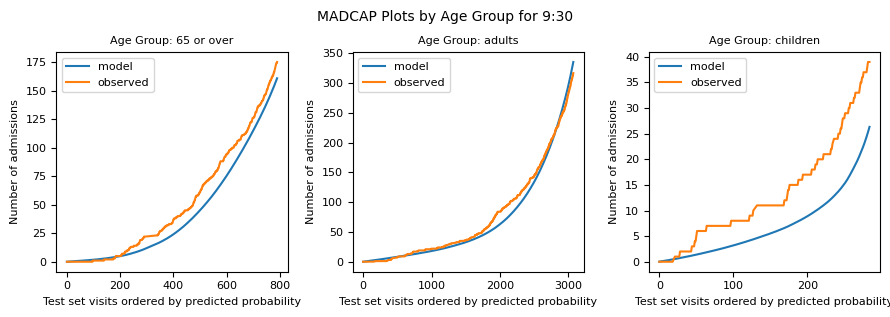 MADCAP Plots by Age Group for 9:30
Age Group: 65 or over
model
observed
175
150
125
100
75
50
25
0
Number of admissions
0 200 400 600 800
Test set visits ordered by predicted probability
Age Group: adults
model
observed
350
300
250
200
150
100
50
0
Number of admissions
0 1000 2000 3000
Test set visits ordered by predicted probability
Age Group: children
model
observed
40
35
30
25
20
15
10
5
0
Number of admissions
0 100 200
Test set visits ordered by predicted probability